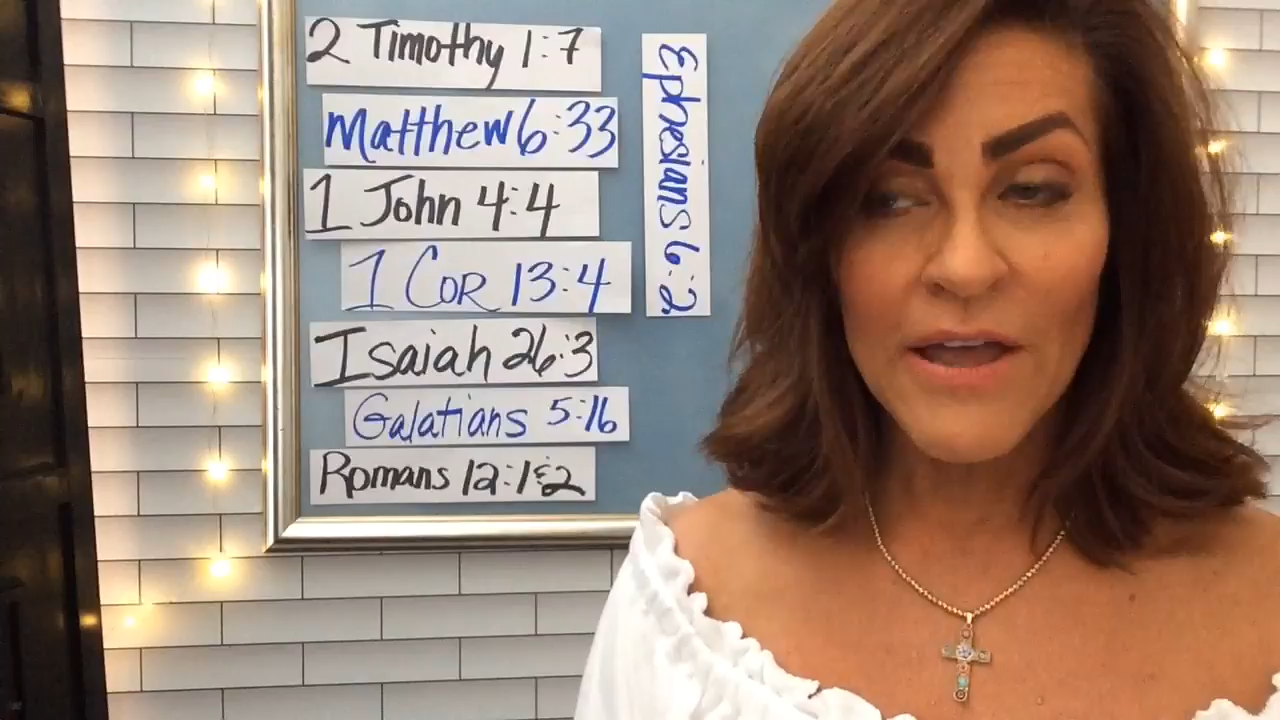 2 Timothy 1:7
Matthew 6:33
1 John 4:4
1 COR 13:4
Isaiah 26:3
Galatians 5:16
Romans 12:1&2
Ephesians 6:2